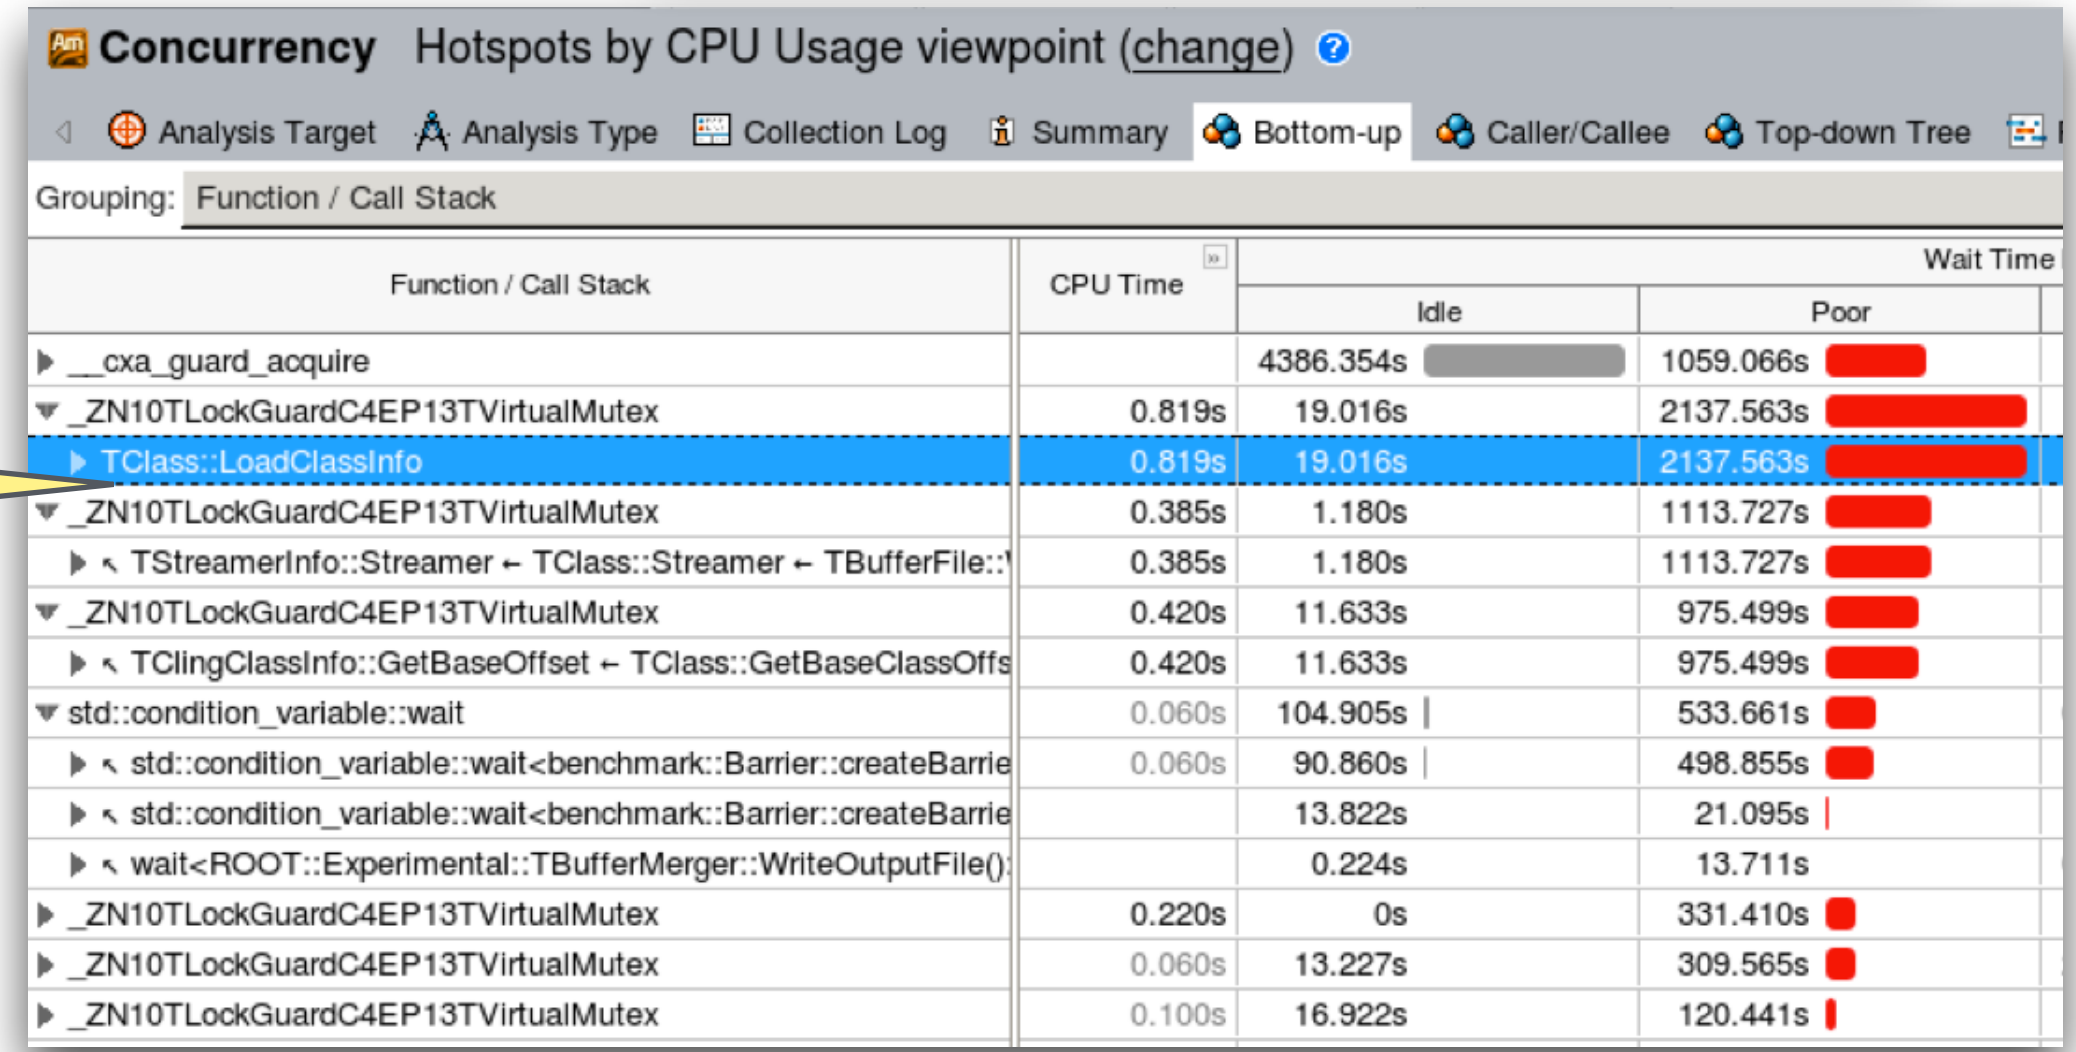 Am Concurrency Hotspots by CPU Usage viewpoint (change) ?
Analysis Target Analysis Type Collection Log Summary Bottom-up Caller/Callee Top-down Tree
Grouping: Function / Call Stack
Function / Call Stack CPU Time » Wait Time
Idle Poor
__cxa_guard_acquire 4386.354s 1059.066s
_ZN10TLockGuardC4EP13TVirtualMutex 0.819s 19.016s 2137.563s
TClass::LoadClassInfo 0.819s 19.016s 2137.563s
_ZN10TLockGuardC4EP13TVirtualMutex 0.385s 1.180s 1113.727s
↖ TStreamerInfo::Streamer ← TClass::Streamer ← TBufferFile:: 0.385s 1.180s 1113.727s
_ZN10TLockGuardC4EP13TVirtualMutex 0.420s 11.633s 975.499s
↖ TClingClassInfo::GetBaseOffset ← TClass::GetBaseClassOffs 0.420s 11.633s 975.499s
std::condition_variable::wait 0.060s 104.905s 533.661s
↖ std::condition_variable::wait<benchmark::Barrier::createBarrie 0.060s 90.860s 498.855s
↖ std::condition_variable::wait<benchmark::Barrier::createBarrie 13.822s 21.095s
↖ wait<ROOT::Experimental::TBufferMerger::WriteOutputFile(): 0.224s 13.711s
_ZN10TLockGuardC4EP13TVirtualMutex 0.220s 0s 331.410s
_ZN10TLockGuardC4EP13TVirtualMutex 0.060s 13.227s 309.565s
_ZN10TLockGuardC4EP13TVirtualMutex 0.100s 16.922s 120.441s